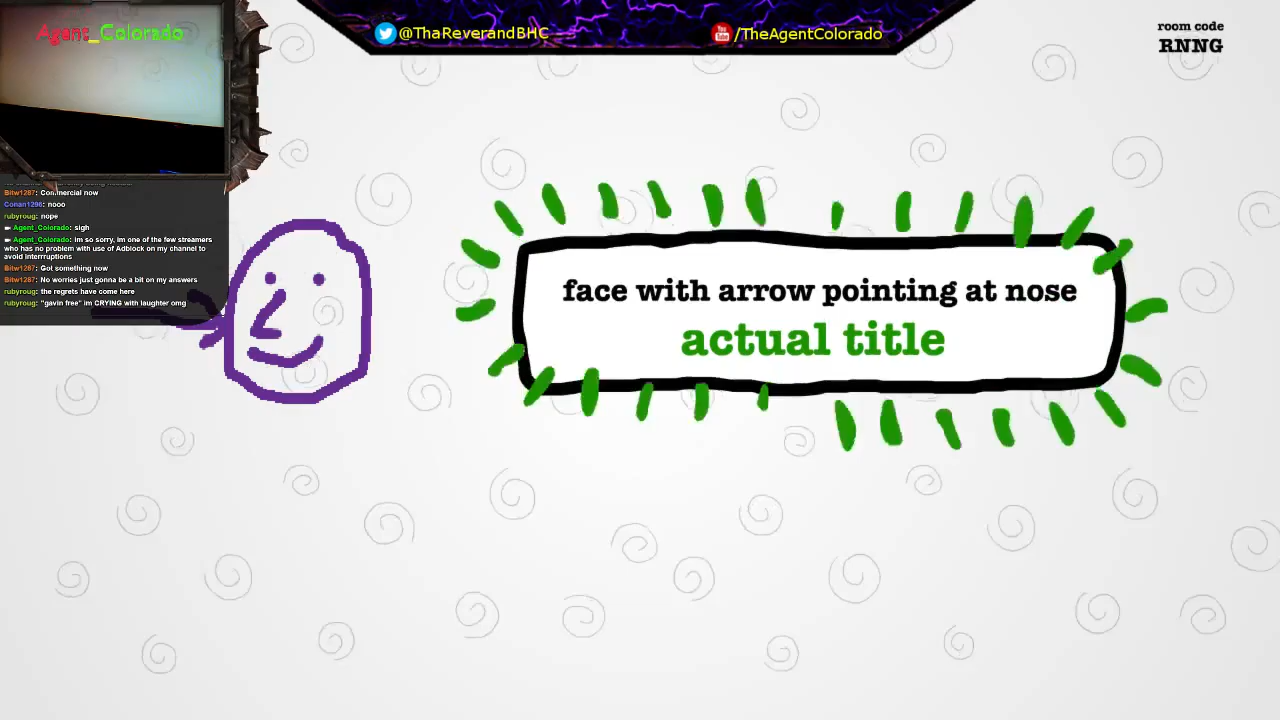 Agent_Colorado
@ThaReverandBHC
/TheAgentColorado
room code
RNNG
Bitw1287: Commercial now
Conan1296: nooo
rubyroug: nope
Agent_Colorado: sigh
Agent_Colorado: im so sorry, im one of the few streamers
who has no problem with use of Adblock on my channel to
avoid interrruptions
Bitw1287: Got something now
Bitw1287: No worries just gonna be a bit on my answers
rubyroug: the regrets have come here
rubyroug: "gavin free" im CRYING with laughter omg
face with arrow pointing at nose
actual title